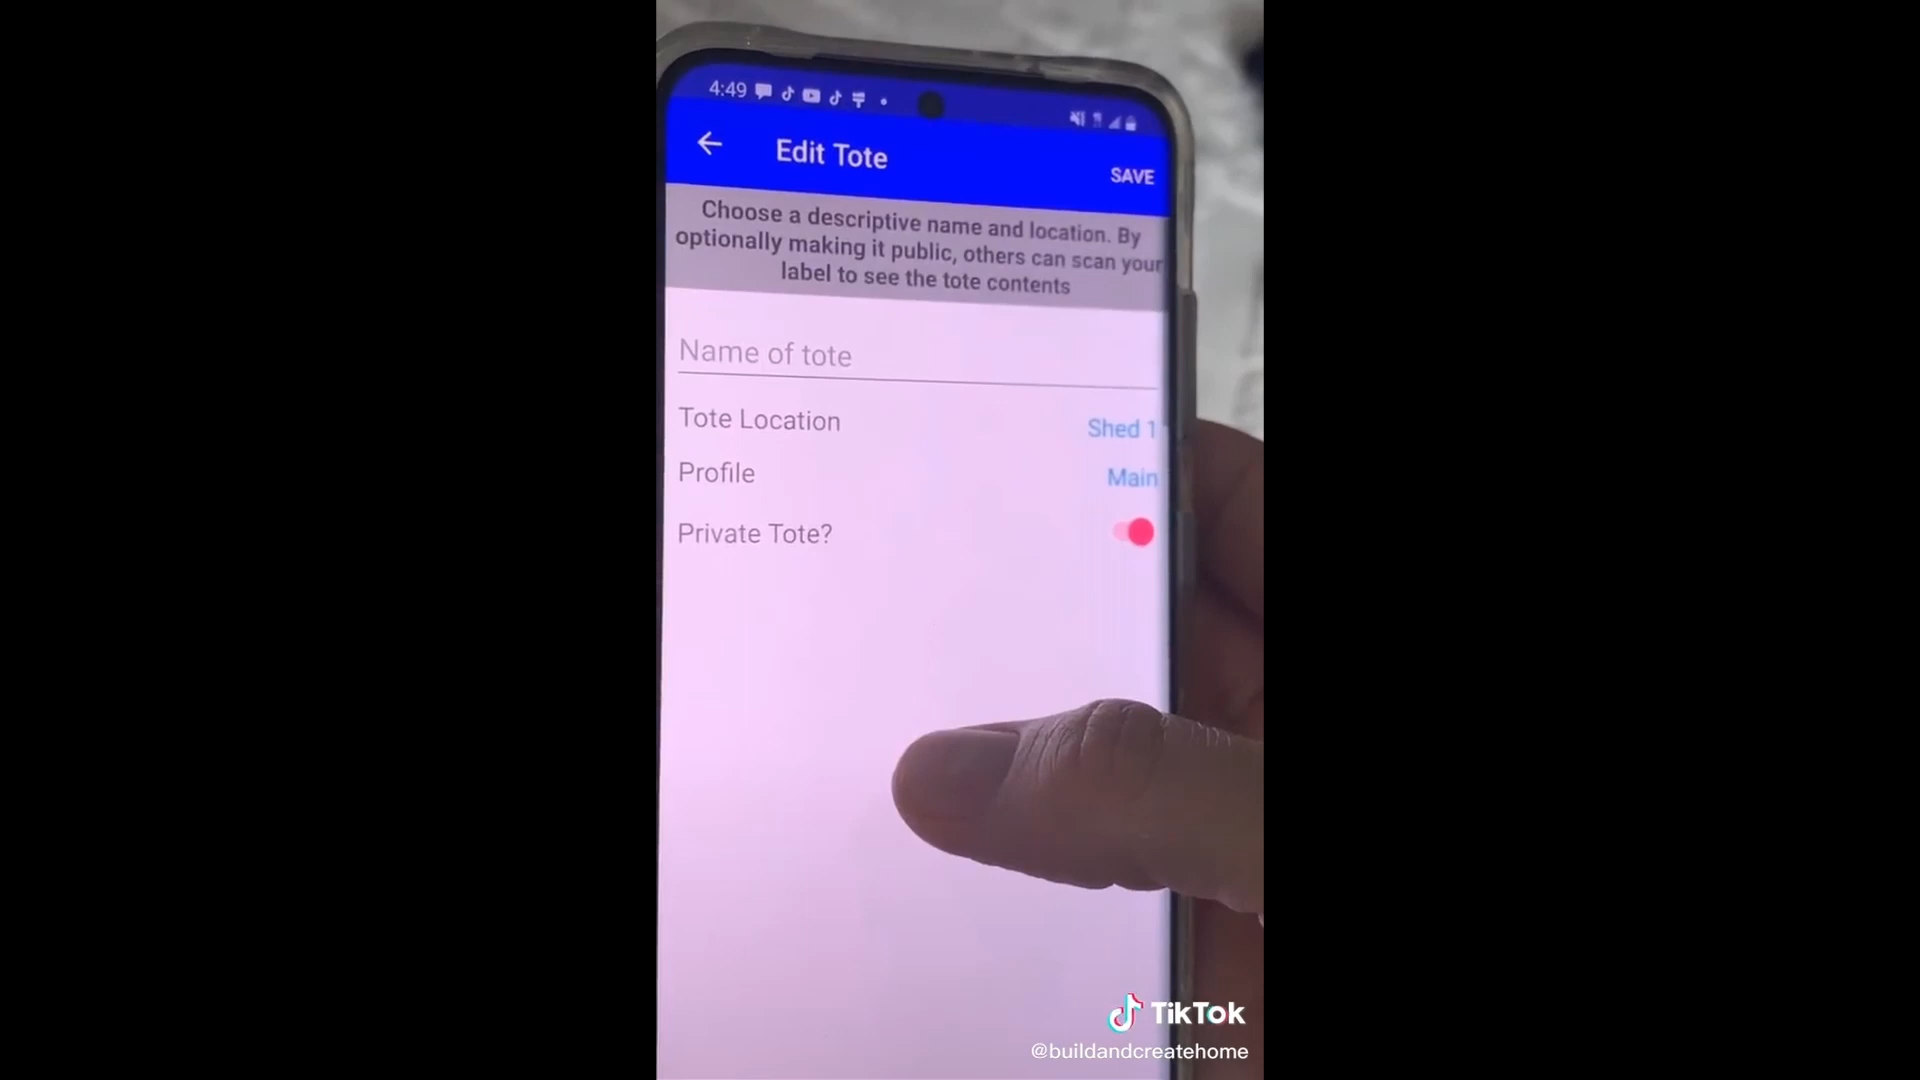 4:49
Edit Tote
SAVE
Choose a descriptive name and location. By
optionally making it public, others can scan your
label to see the tote contents
Name of tote
Tote Location Shed 1
Profile Main
Private Tote?
TikTok
@buildandcreatehome